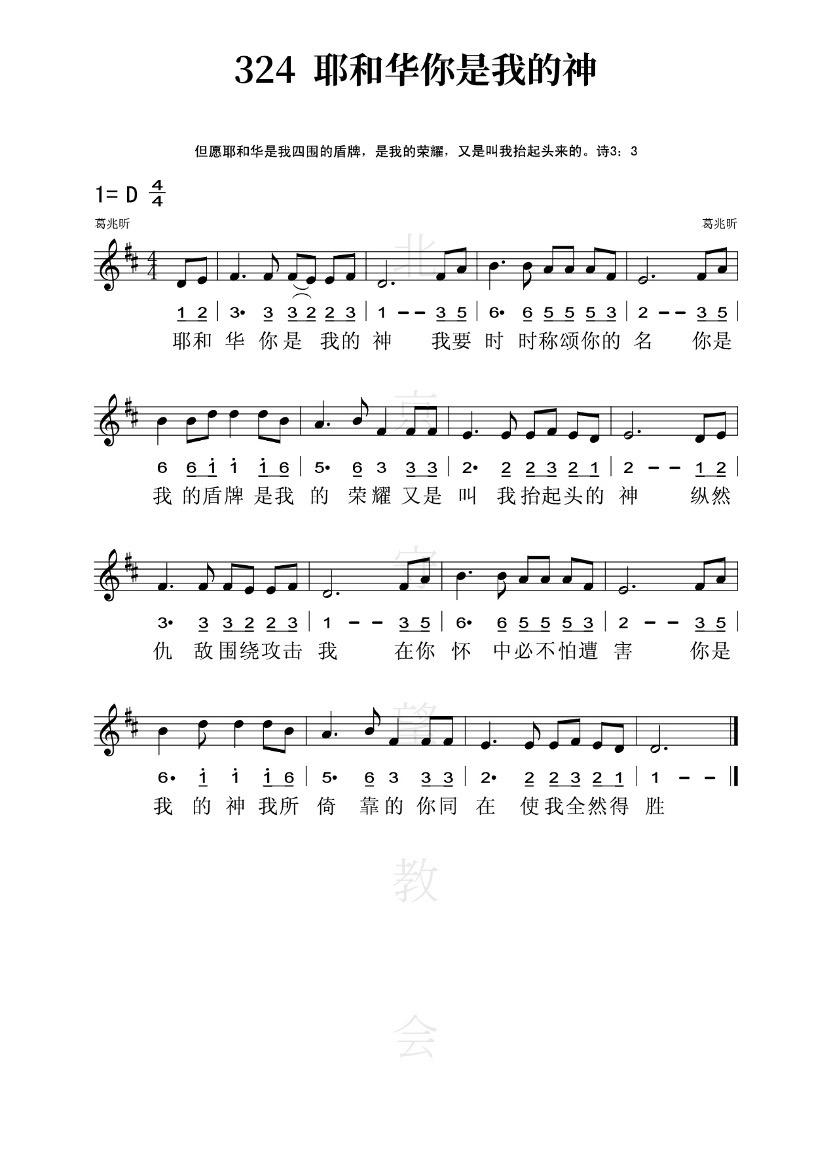 324 耶和华你是我的神
但愿耶和华是我四围的盾牌，是我的荣耀，又是叫我抬起头来的。诗3：3
1= D 4/4
葛兆昕 葛兆昕
1 2 | 3• 3 3 2 2 3 | 1 – – 3 5 | 6• 6 5 5 5 3 | 2 – – 3 5 |
耶和 华 你是 我的 神 我要 时 时称颂你的 名 你是
6 6 i i i 6 | 5• 6 3 3 3 | 2• 2 2 3 2 1 | 2 – – 1 2 |
我 的盾牌 是我 的 荣耀 又是 叫 我抬起头的 神 纵然
3• 3 3 2 2 3 | 1 – – 3 5 | 6• 6 5 5 5 3 | 2 – – 3 5 |
仇 敌围绕攻击 我 在你 怀 中必不怕遭 害 你是
6• i i i 6 | 5• 6 3 3 3 | 2• 2 2 3 2 1 | 1 – –
我 的 神 我所 倚 靠的 你同 在 使我全然得 胜
北
京
守
望
教
会